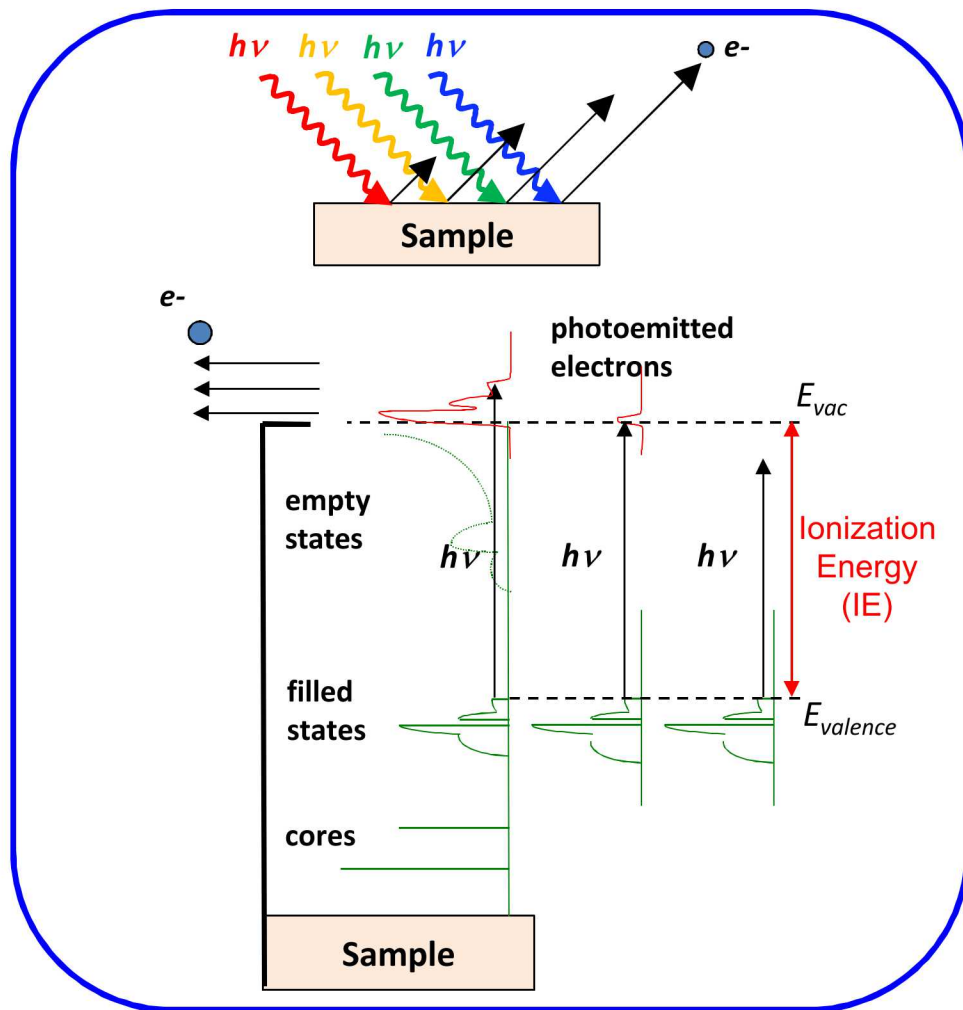 hν hν hν hν
e-
Sample
e-
photoemitted
electrons
E_vac
empty
states
hν hν hν
Ionization
Energy
(IE)
filled
states
E_valence
cores
Sample